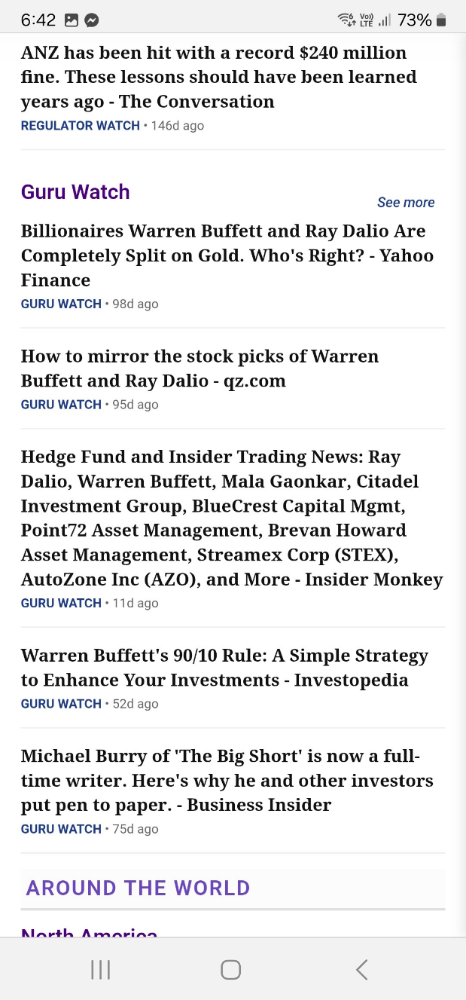 6:42 Vo)) LTE 73%
ANZ has been hit with a record $240 million
fine. These lessons should have been learned
years ago - The Conversation
REGULATOR WATCH • 146d ago
Guru Watch
See more
Billionaires Warren Buffett and Ray Dalio Are
Completely Split on Gold. Who's Right? - Yahoo
Finance
GURU WATCH • 98d ago
How to mirror the stock picks of Warren
Buffett and Ray Dalio - qz.com
GURU WATCH • 95d ago
Hedge Fund and Insider Trading News: Ray
Dalio, Warren Buffett, Mala Gaonkar, Citadel
Investment Group, BlueCrest Capital Mgmt,
Point72 Asset Management, Brevan Howard
Asset Management, Streamex Corp (STEX),
AutoZone Inc (AZO), and More - Insider Monkey
GURU WATCH • 11d ago
Warren Buffett's 90/10 Rule: A Simple Strategy
to Enhance Your Investments - Investopedia
GURU WATCH • 52d ago
Michael Burry of 'The Big Short' is now a full-
time writer. Here's why he and other investors
put pen to paper. - Business Insider
GURU WATCH • 75d ago
AROUND THE WORLD
North America